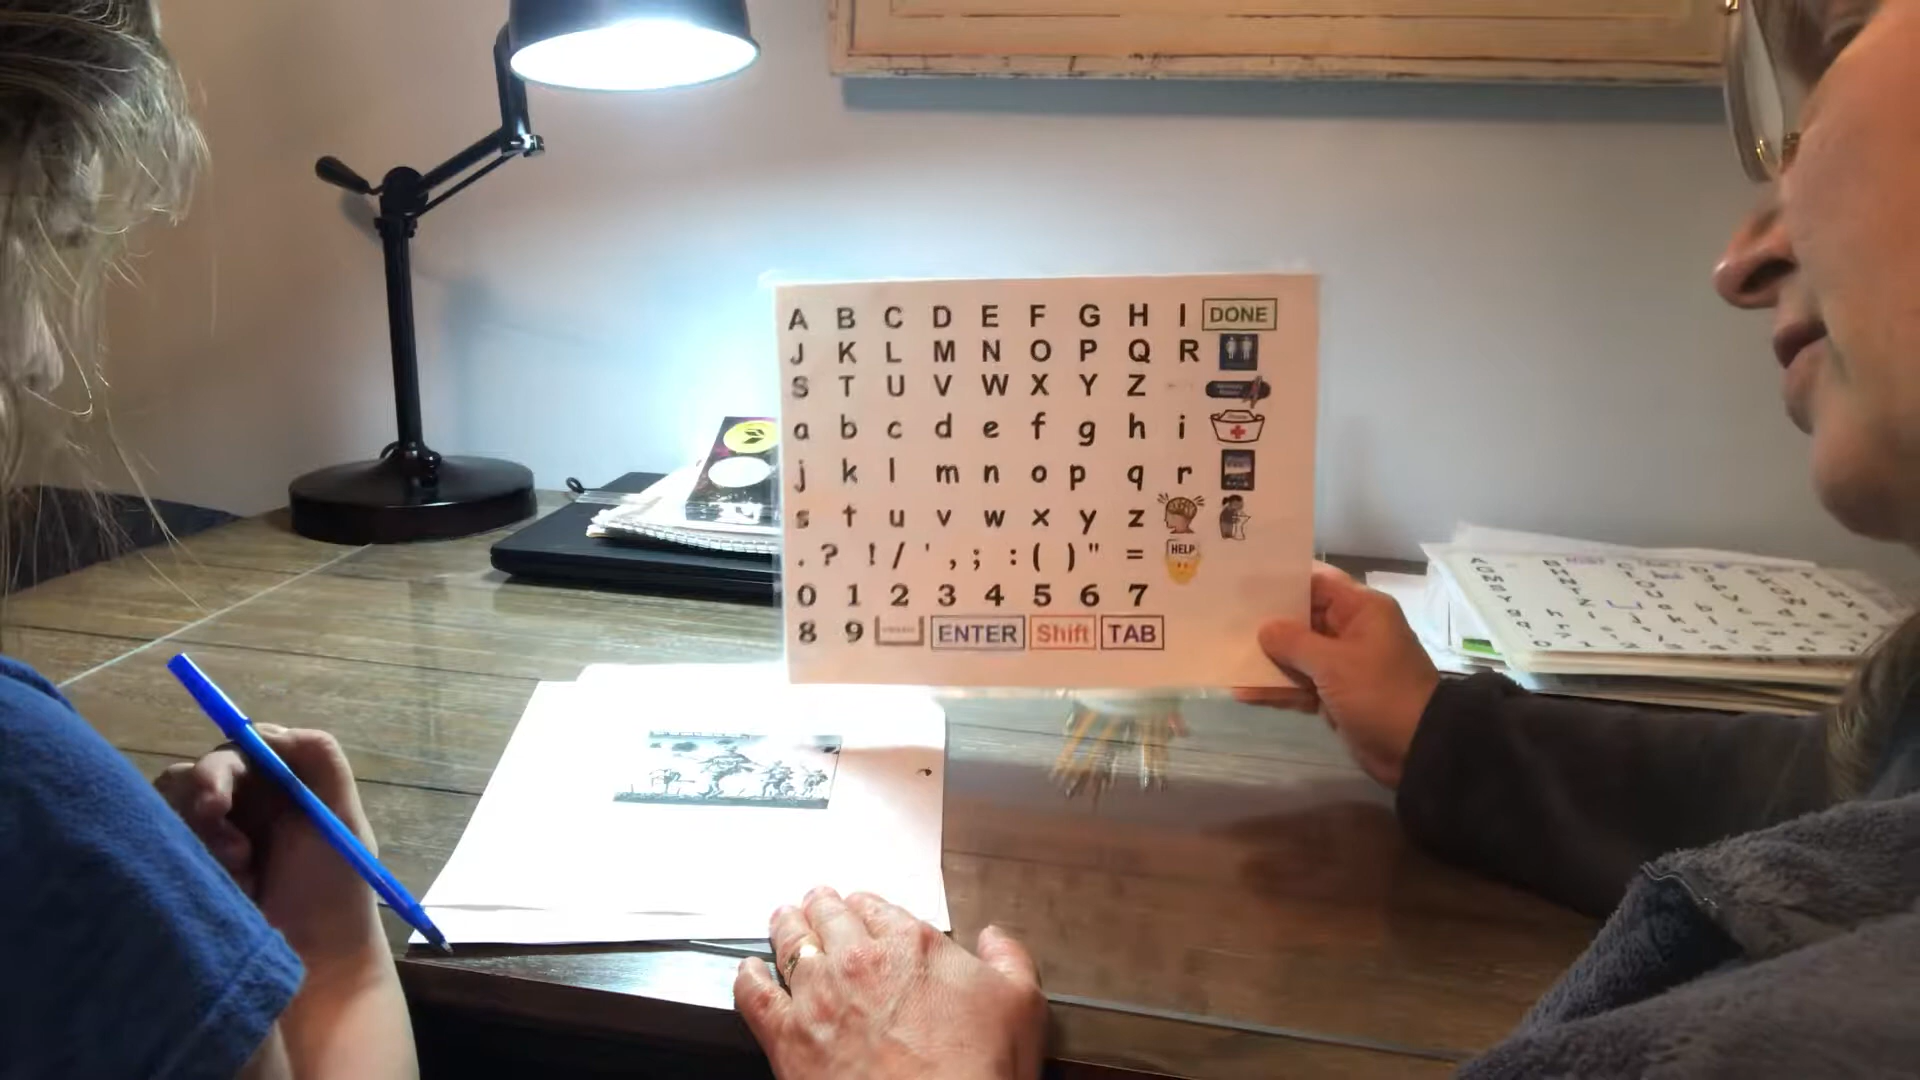 A B C D E F G H I DONE
J K L M N O P Q R
S T U V W X Y Z
a b c d e f g h i
j k l m n o p q r
s t u v w x y z
. ? ! / ' , ; : ( ) " = HELP
0 1 2 3 4 5 6 7
8 9 ENTER Shift TAB